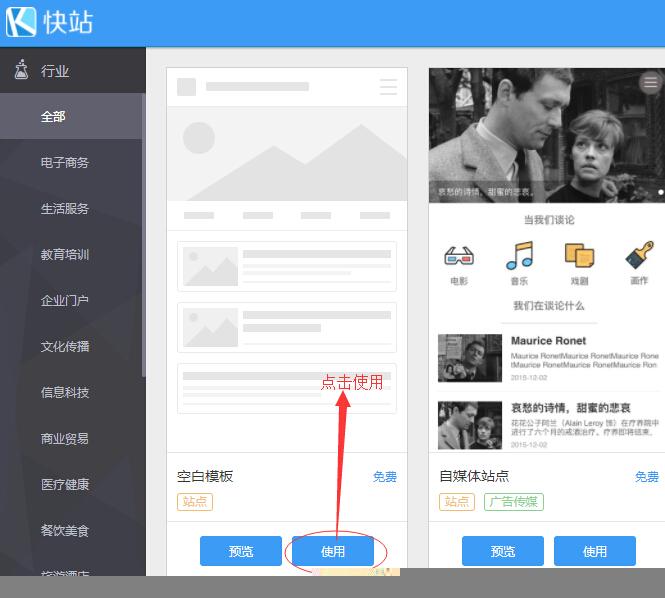 快站
行业
全部
电子商务
生活服务
教育培训
企业门户
文化传播
信息科技
商业贸易
医疗健康
餐饮美食
旅游酒店
点击使用
空白模板
免费
站点
预览
使用
哀愁的诗情，甜蜜的悲哀。
当我们谈论
电影
音乐
戏剧
画作
我们在谈论什么
Maurice Ronet
Maurice RonetMaurice RonetMaurice Rone
tMaurice RonetMaurice RonetMaurice Ron
2015-12-02
哀愁的诗情，甜蜜的悲哀
花花公子阿兰（Alain Leroy 饰）在疗养院中
进行了六个月的戒酒治疗。疗养即将结束，
2015-12-02
自媒体站点
免费
站点
广告传媒
预览
使用